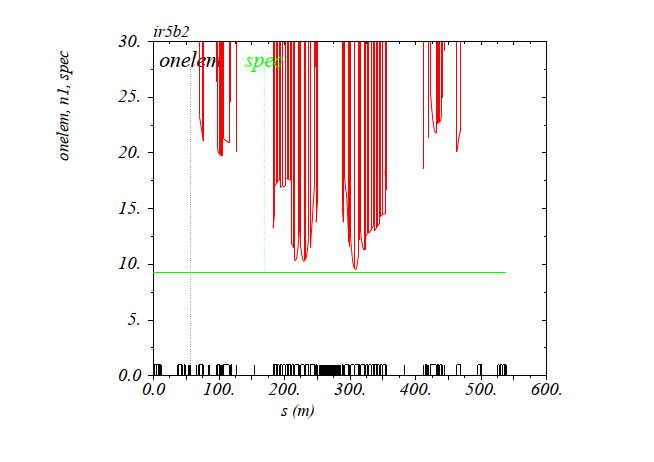 ir5b2
30.
onelem spec
25.
20.
15.
10.
5.
0.0
0.0 100. 200. 300. 400. 500. 600.
s (m)
onelem, n1, spec